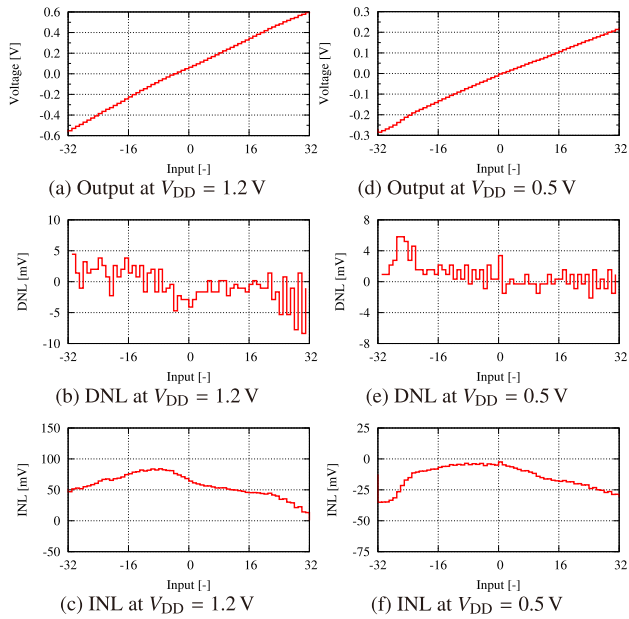 0.6
0.4
0.2
0.0
-0.2
-0.4
-0.6
Voltage [V]
-32 -16 0 16 32
Input [-]
(a) Output at VDD = 1.2 V
0.3
0.2
0.1
0.0
-0.1
-0.2
-0.3
Voltage [V]
-32 -16 0 16 32
Input [-]
(d) Output at VDD = 0.5 V
10
5
0
-5
-10
DNL [mV]
-32 -16 0 16 32
Input [-]
(b) DNL at VDD = 1.2 V
8
4
0
-4
-8
DNL [mV]
-32 -16 0 16 32
Input [-]
(e) DNL at VDD = 0.5 V
150
100
50
0
-50
INL [mV]
-32 -16 0 16 32
Input [-]
(c) INL at VDD = 1.2 V
25
0
-25
-50
-75
INL [mV]
-32 -16 0 16 32
Input [-]
(f) INL at VDD = 0.5 V